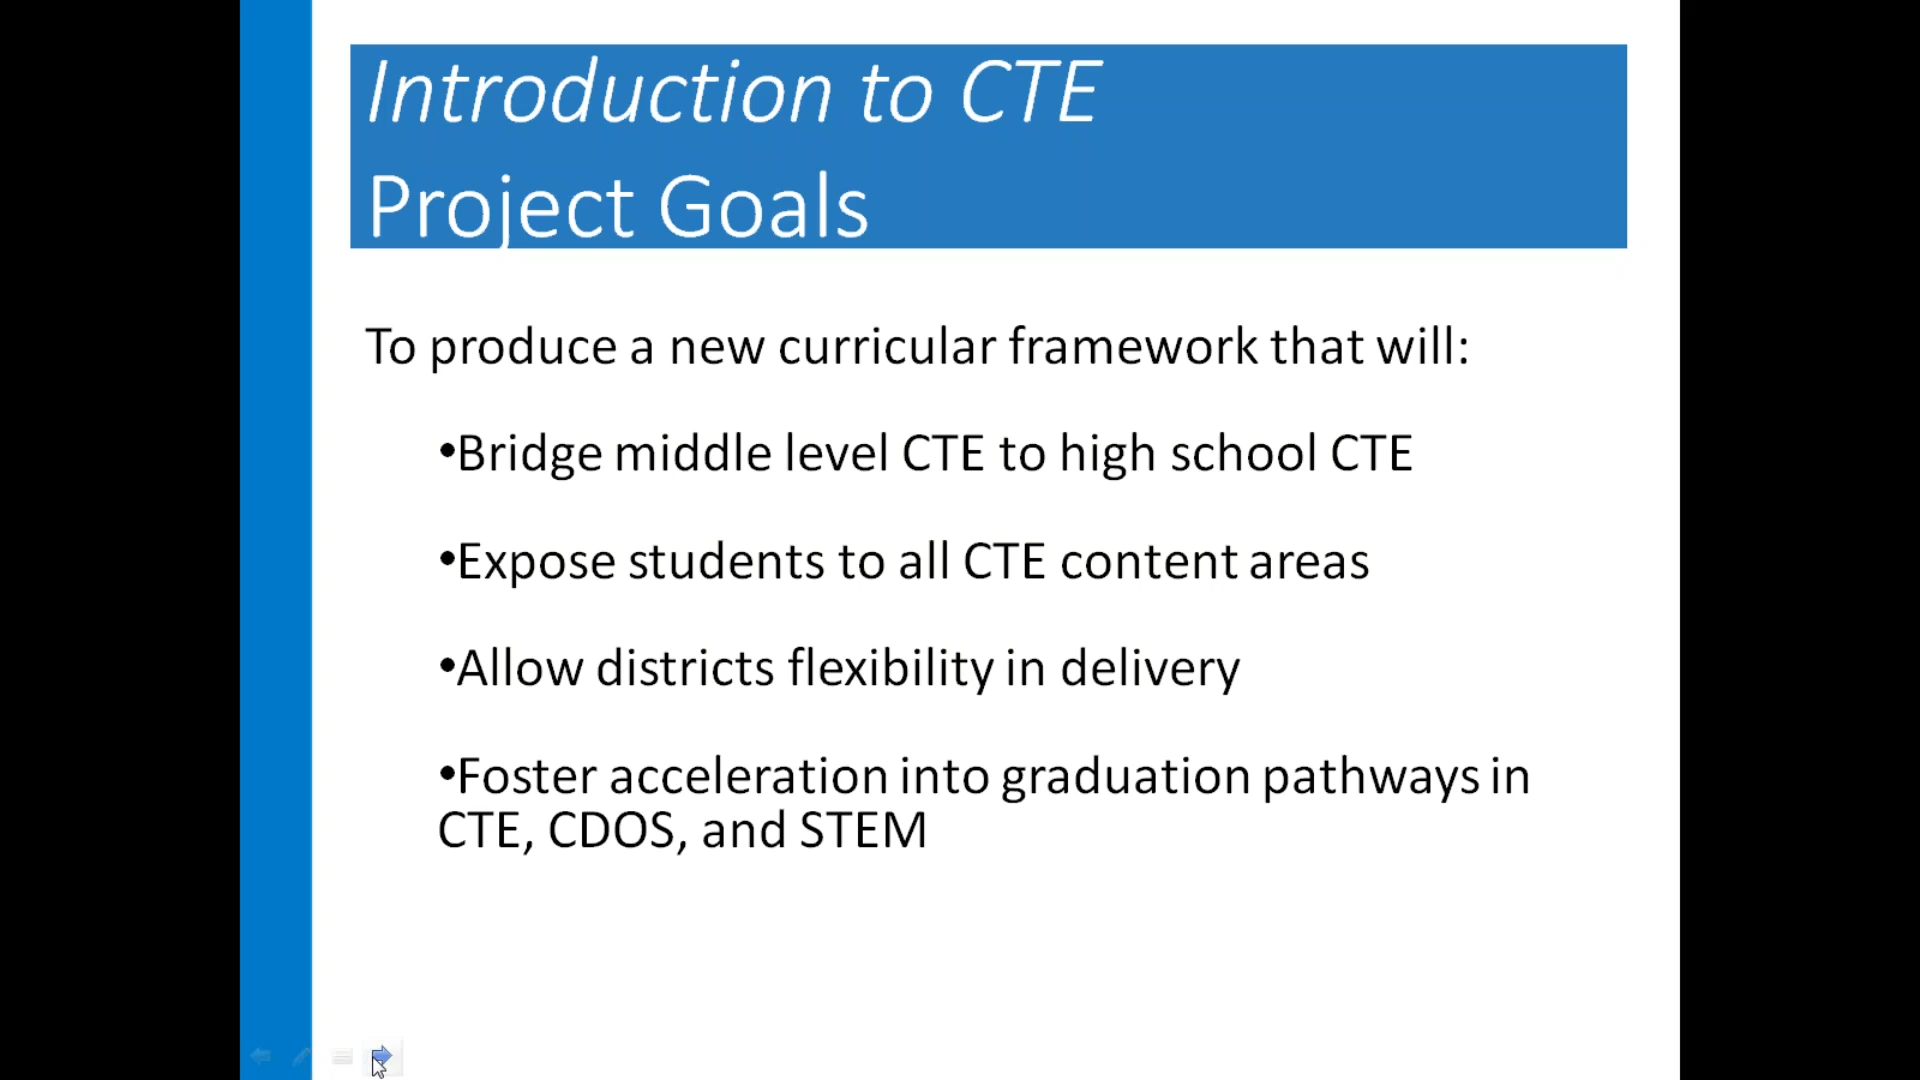 Introduction to CTE
Project Goals
To produce a new curricular framework that will:
•Bridge middle level CTE to high school CTE
•Expose students to all CTE content areas
•Allow districts flexibility in delivery
•Foster acceleration into graduation pathways in
CTE, CDOS, and STEM